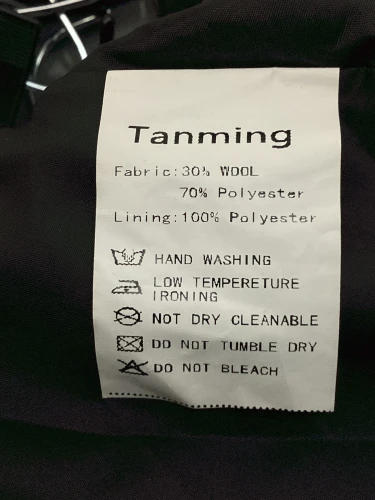 Tanming
Fabric:30% WOOL
70% Polyester
Lining:100% Polyester
HAND WASHING
LOW TEMPERETURE
IRONING
NOT DRY CLEANABLE
DO NOT TUMBLE DRY
DO NOT BLEACH